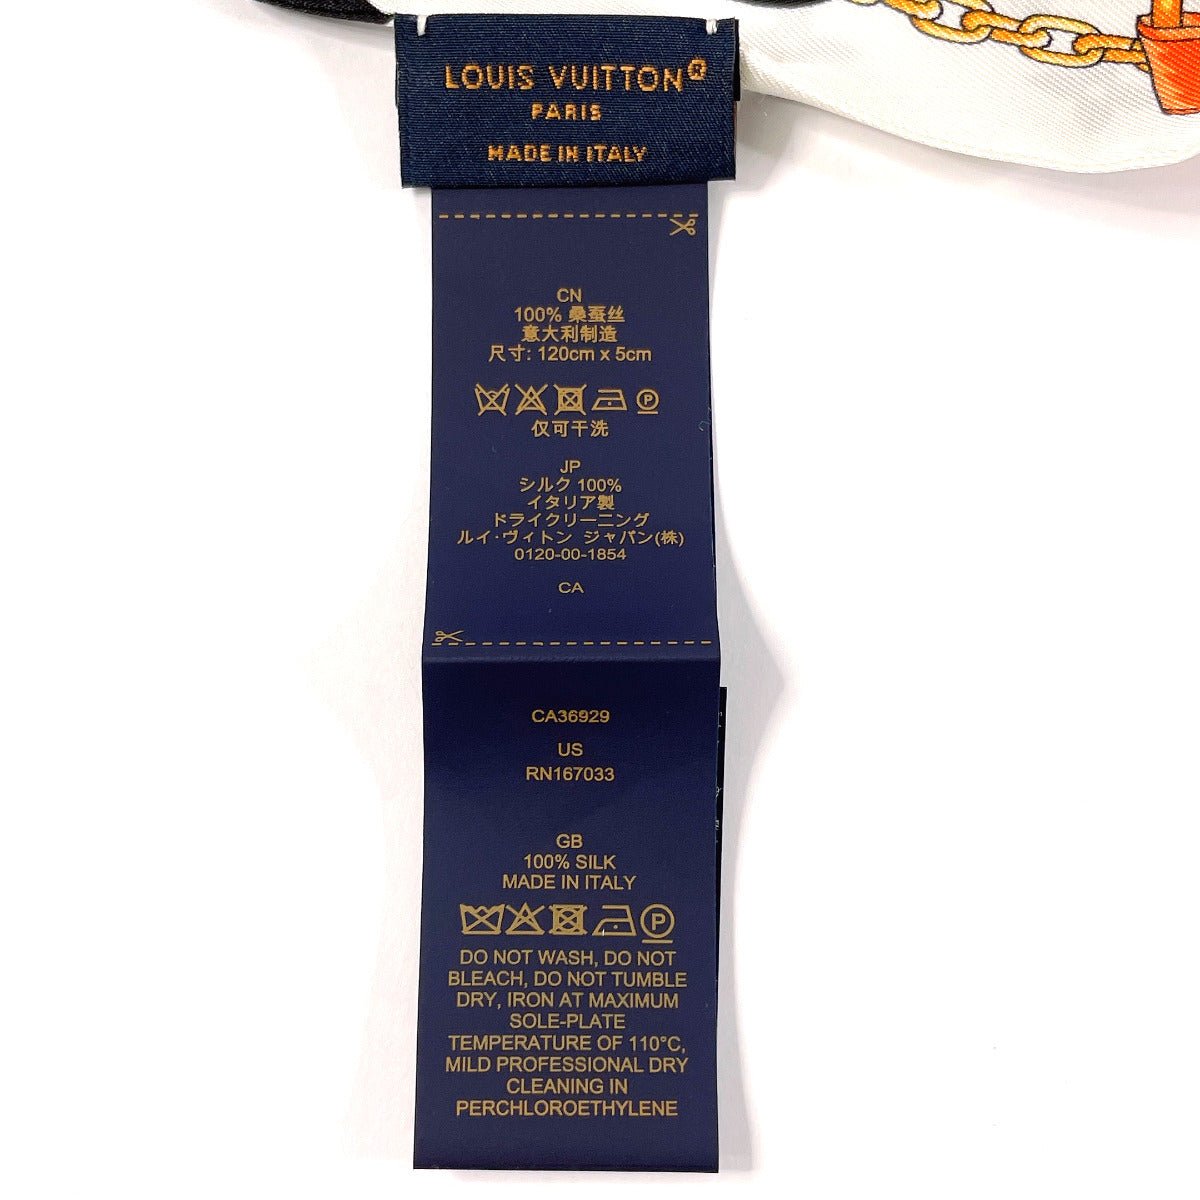 LOUIS VUITTON®
PARIS
MADE IN ITALY
CN
100% 桑蚕丝
意大利制造
尺寸: 120cm x 5cm
P
仅可干洗
JP
シルク 100%
イタリア製
ドライクリーニング
ルイ・ヴィトン ジャパン(株)
0120-00-1854
CA
CA36929
US
RN167033
GB
100% SILK
MADE IN ITALY
P
DO NOT WASH, DO NOT
BLEACH, DO NOT TUMBLE
DRY, IRON AT MAXIMUM
SOLE-PLATE
TEMPERATURE OF 110°C,
MILD PROFESSIONAL DRY
CLEANING IN
PERCHLOROETHYLENE